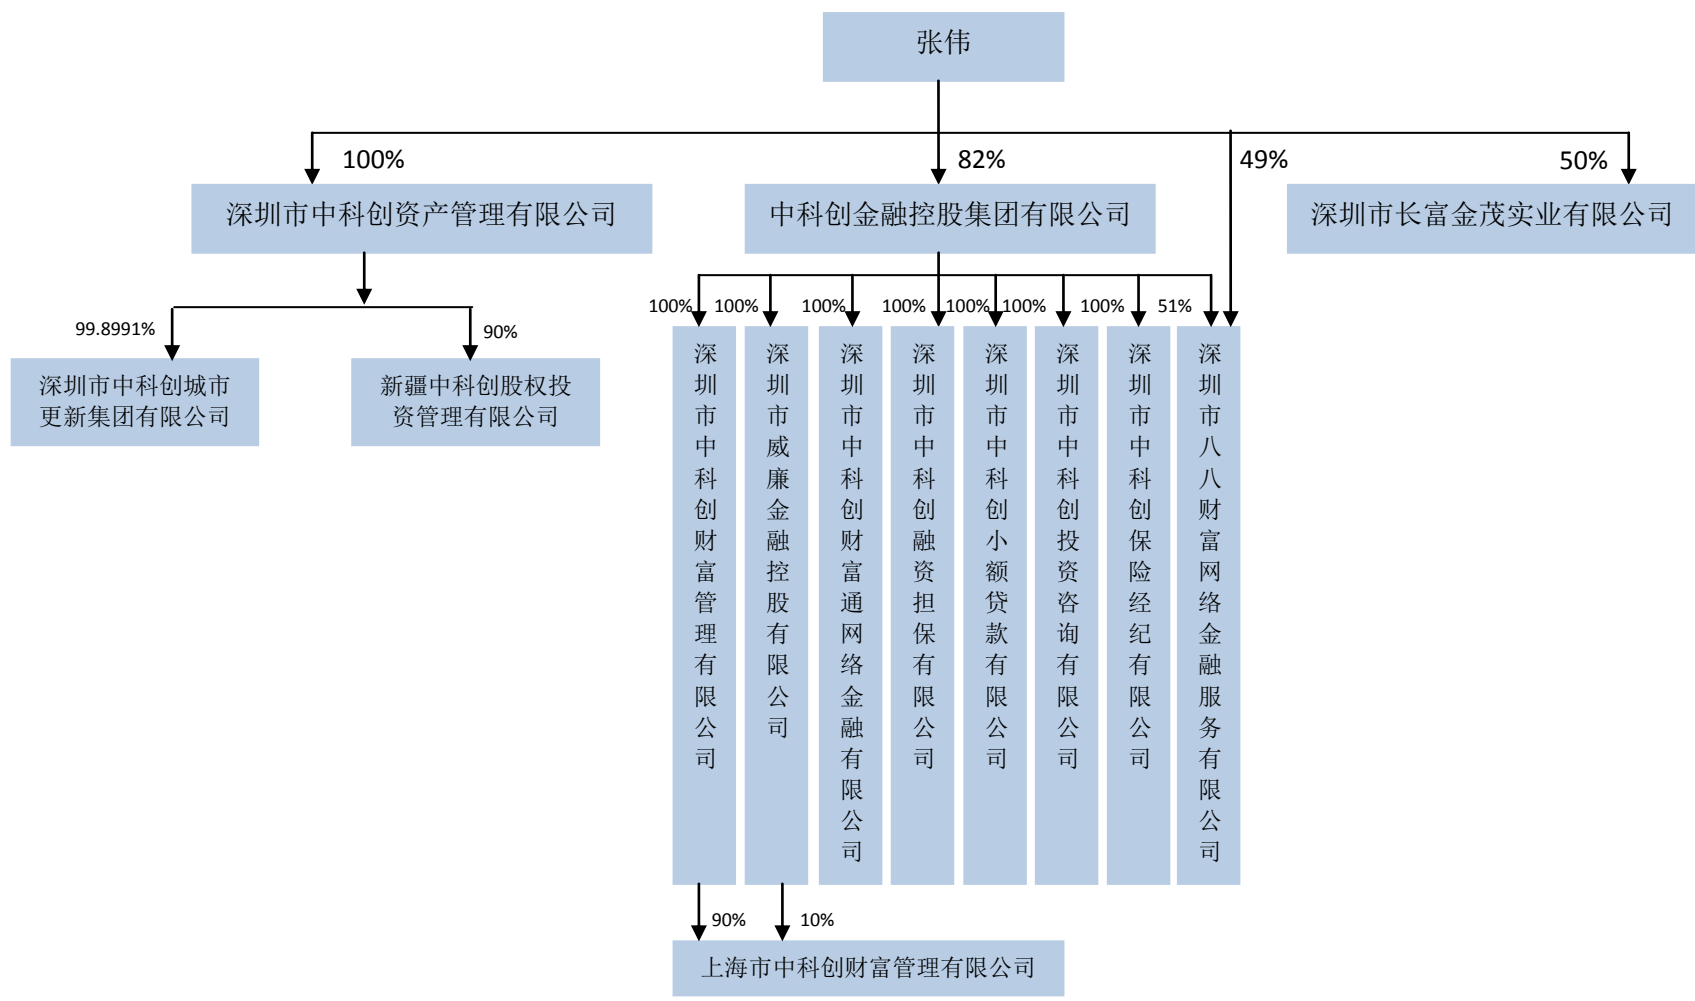 张伟
100%
82%
49%
50%
深圳市中科创资产管理有限公司
中科创金融控股集团有限公司
深圳市长富金茂实业有限公司
99.8991%
90%
深圳市中科创城市
更新集团有限公司
新疆中科创股权投
资管理有限公司
100%
100%
100%
100%
100%
100%
100%
51%
深圳市中科创财富管理有限公司
深圳市威廉金融控股有限公司
深圳市中科创财富通网络金融有限公司
深圳市中科创融资担保有限公司
深圳市中科创小额贷款有限公司
深圳市中科创投资咨询有限公司
深圳市中科创保险经纪有限公司
深圳市八八财富网络金融服务有限公司
90%
10%
上海市中科创财富管理有限公司